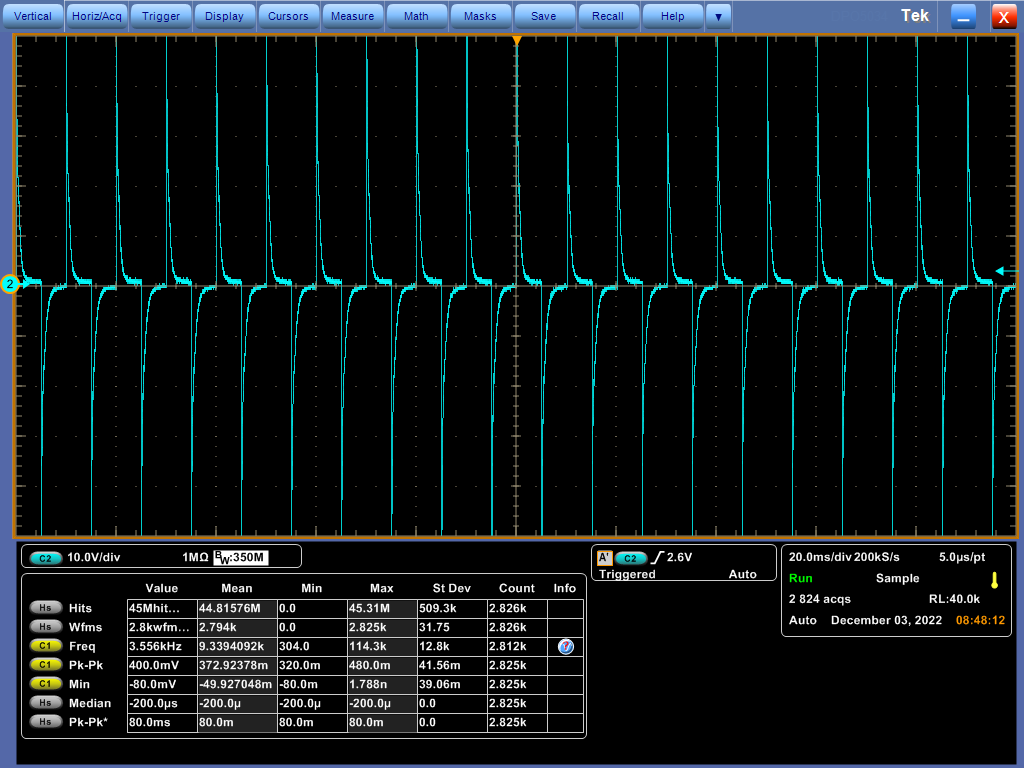 Vertical Horiz/Acq Trigger Display Cursors Measure Math Masks Save Recall Help ▼ Tek X
2
C2 10.0V/div 1MΩ BW:350M
A' C2 2.6V
Triggered Auto
20.0ms/div 200kS/s 5.0µs/pt
Run Sample
2 824 acqs RL:40.0k
Auto December 03, 2022 08:48:12
Value Mean Min Max St Dev Count Info
Hs Hits 45Mhit... 44.81576M 0.0 45.31M 509.3k 2.826k
Hs Wfms 2.8kwfm... 2.794k 0.0 2.825k 31.75 2.826k
C1 Freq 3.556kHz 9.3394092k 304.0 114.3k 12.8k 2.812k
C1 Pk-Pk 400.0mV 372.92378m 320.0m 480.0m 41.56m 2.825k
C1 Min -80.0mV -49.927048m -80.0m 1.788n 39.06m 2.825k
Hs Median -200.0µs -200.0µ -200.0µ -200.0µ 0.0 2.825k
Hs Pk-Pk* 80.0ms 80.0m 80.0m 80.0m 0.0 2.825k